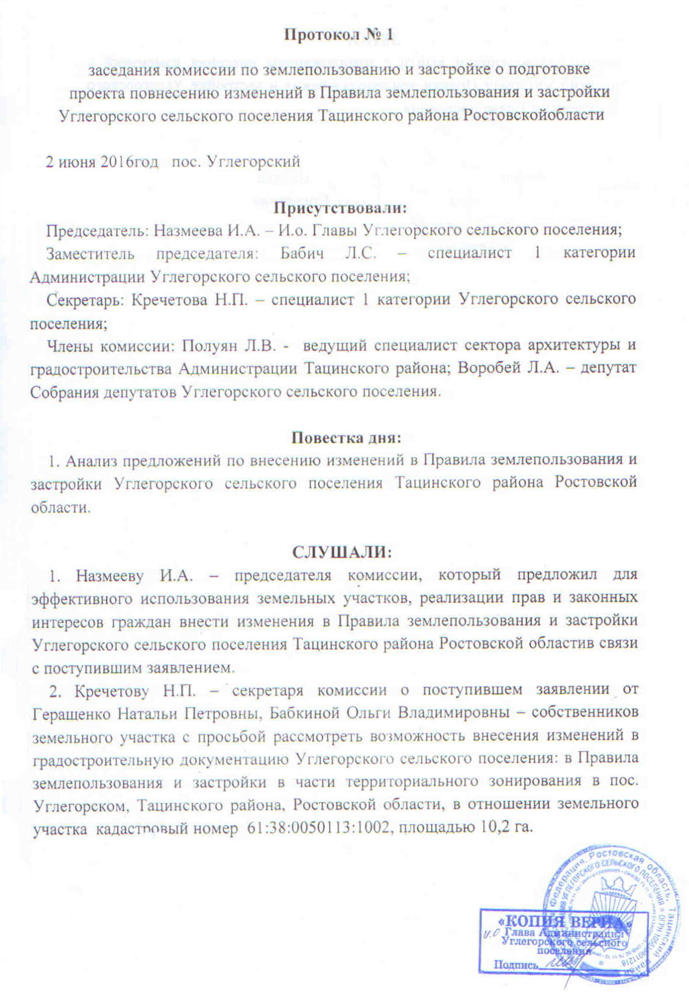 Протокол № 1
заседания комиссии по землепользованию и застройке о подготовке
проекта повнесению изменений в Правила землепользования и застройки
Углегорского сельского поселения Тацинского района Ростовскойобласти
2 июня 2016год пос. Углегорский
Присутствовали:
Председатель: Назмеева И.А. – И.о. Главы Углегорского сельского поселения;
Заместитель председателя: Бабич Л.С. – специалист 1 категории
Администрации Углегорского сельского поселения;
Секретарь: Кречетова Н.П. – специалист 1 категории Углегорского сельского
поселения;
Члены комиссии: Полуян Л.В. - ведущий специалист сектора архитектуры и
градостроительства Администрации Тацинского района; Воробей Л.А. – депутат
Собрания депутатов Углегорского сельского поселения.
Повестка дня:
1. Анализ предложений по внесению изменений в Правила землепользования и
застройки Углегорского сельского поселения Тацинского района Ростовской
области.
СЛУШАЛИ:
1. Назмееву И.А. – председателя комиссии, который предложил для
эффективного использования земельных участков, реализации прав и законных
интересов граждан внести изменения в Правила землепользования и застройки
Углегорского сельского поселения Тацинского района Ростовской областив связи
с поступившим заявлением.
2. Кречетову Н.П. – секретаря комиссии о поступившем заявлении от
Геращенко Натальи Петровны, Бабкиной Ольги Владимировны – собственников
земельного участка с просьбой рассмотреть возможность внесения изменений в
градостроительную документацию Углегорского сельского поселения: в Правила
землепользования и застройки в части территориального зонирования в пос.
Углегорском, Тацинского района, Ростовской области, в отношении земельного
участка кадастровый номер 61:38:0050113:1002, площадью 10,2 га.
Федерация, Ростовская область, Тацинский район
УГЛЕГОРСКОГО СЕЛЬСКОГО ПОСЕЛЕНИЯ
«КОПИЯ ВЕРНА»
и.о Глава Администрации
Углегорского сельского
поселения
Подпись